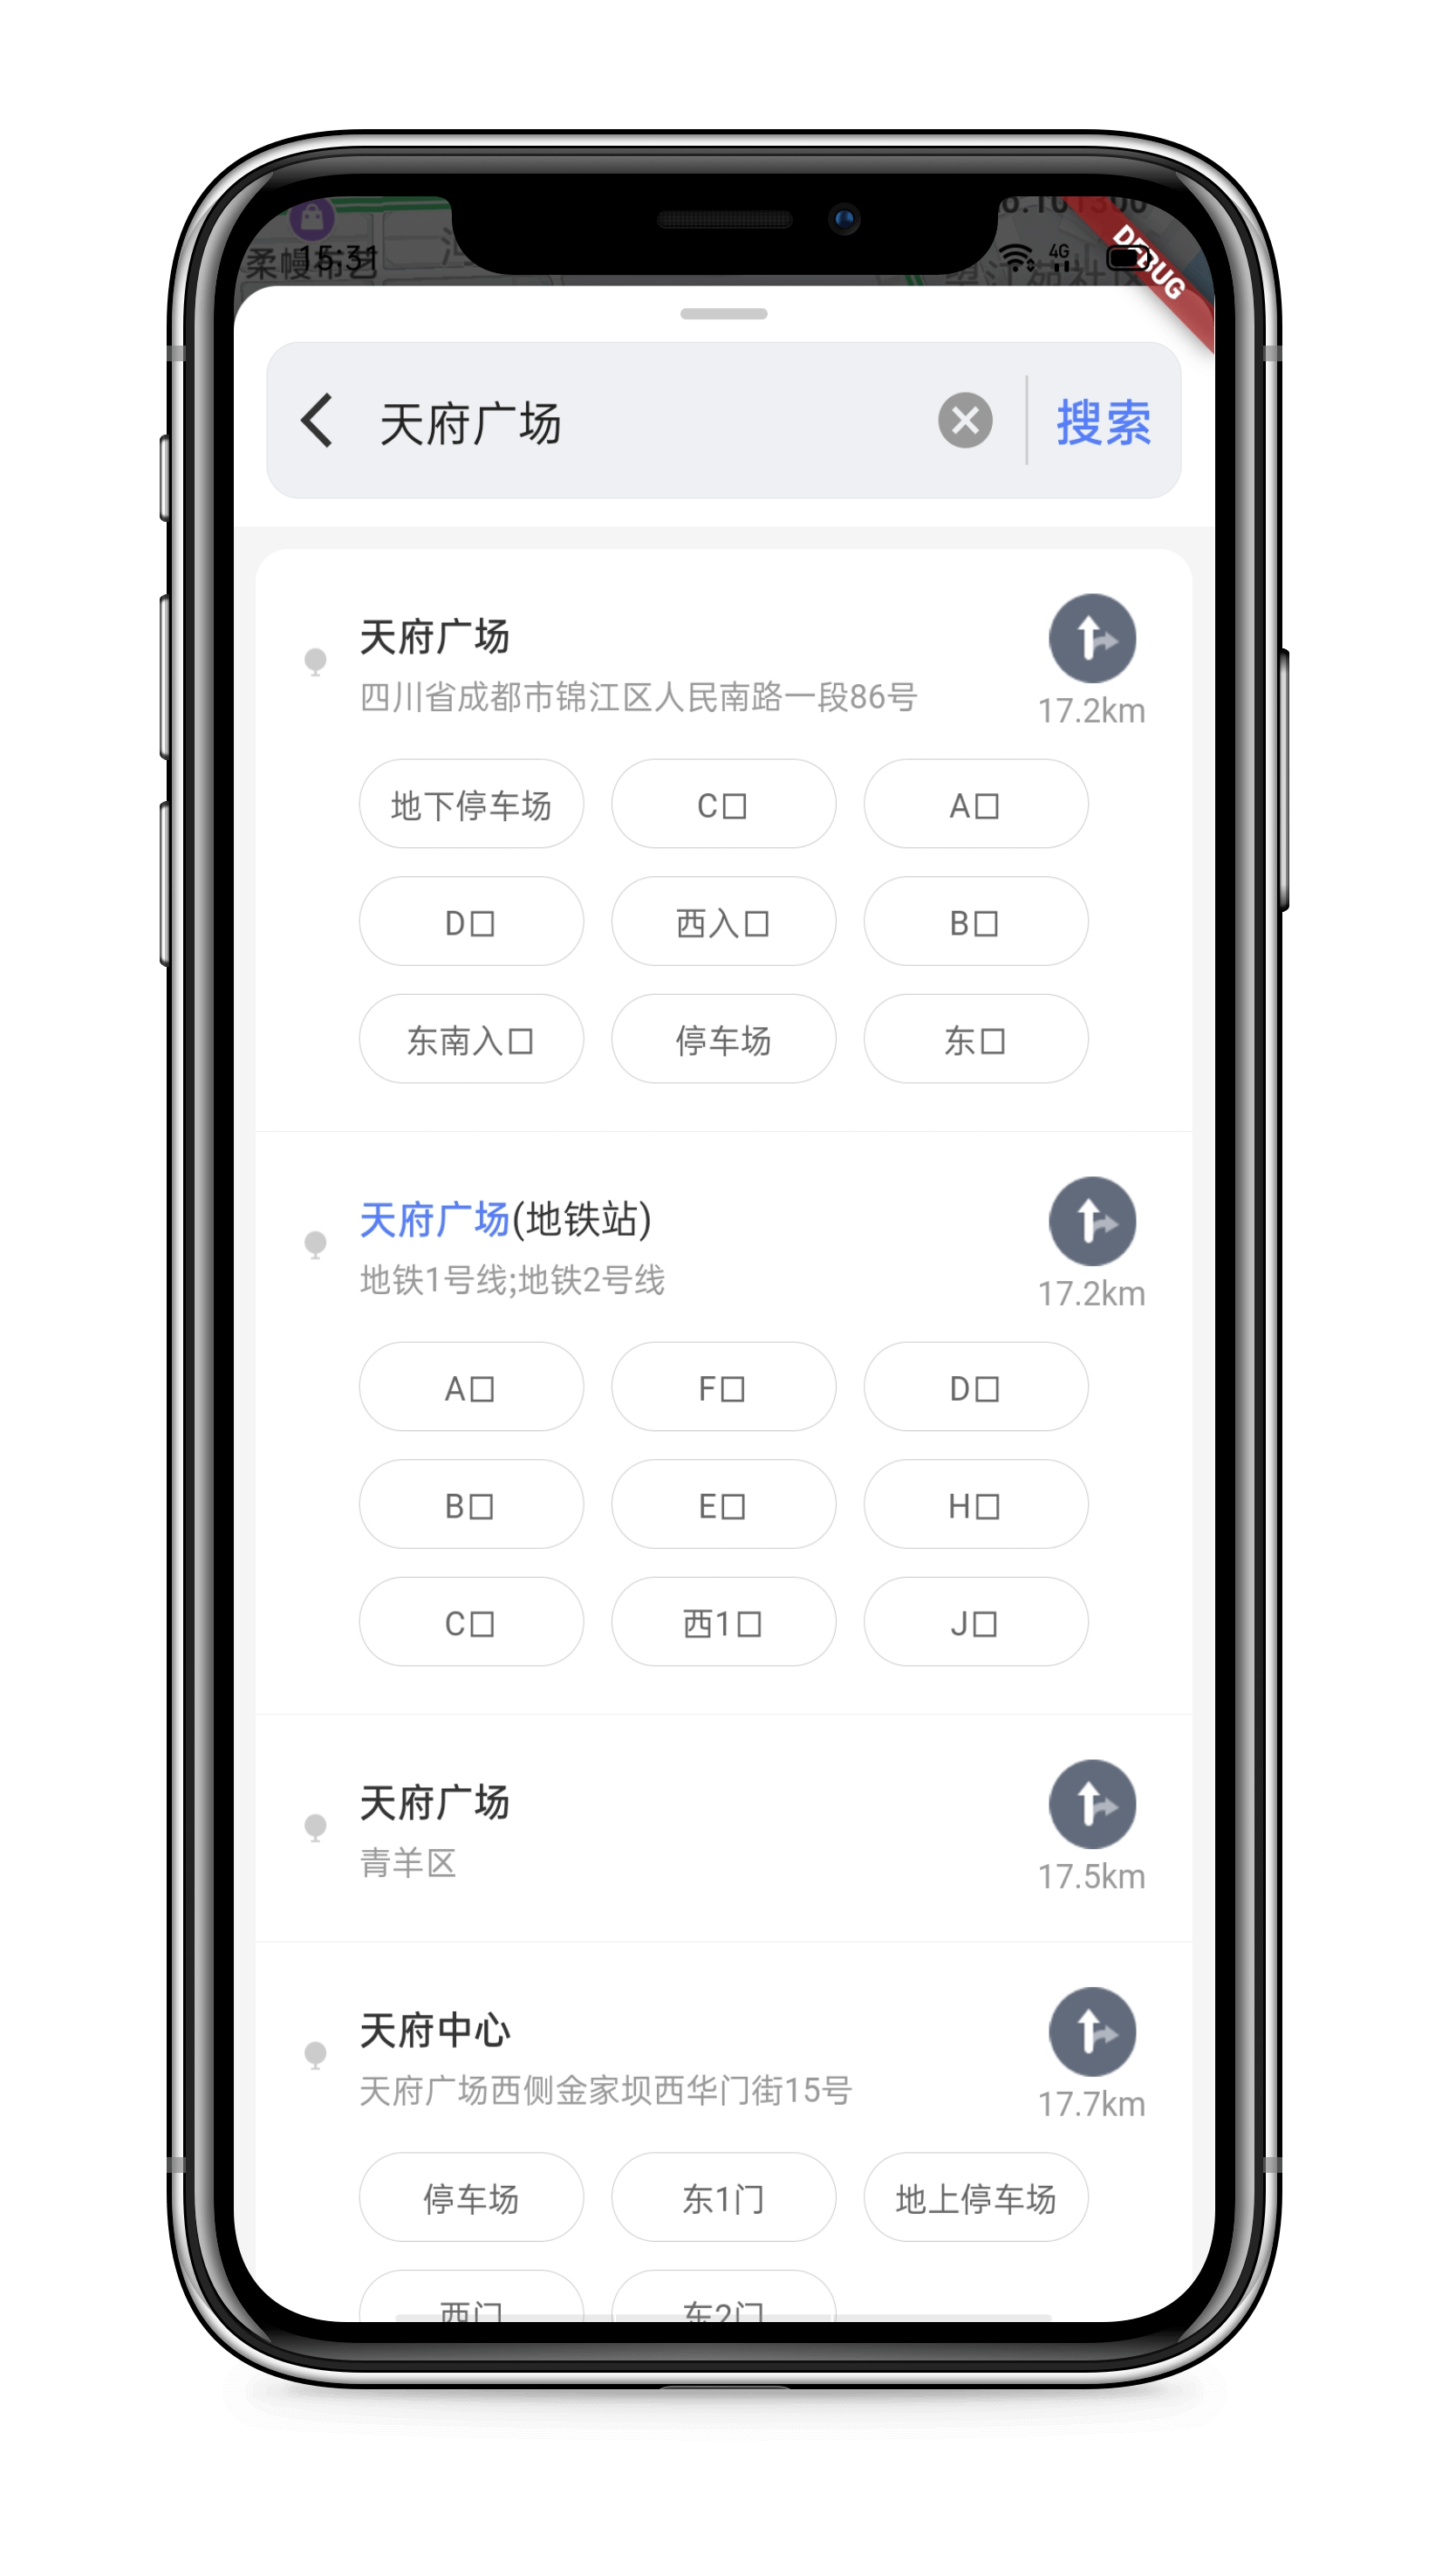 15:31
柔幔布艺
4G
DEBUG
天府广场
搜索
天府广场
四川省成都市锦江区人民南路一段86号
17.2km
地下停车场
C口
A口
D口
西入口
B口
东南入口
停车场
东口
天府广场(地铁站)
地铁1号线;地铁2号线
17.2km
A口
F口
D口
B口
E口
H口
C口
西1口
J口
天府广场
青羊区
17.5km
天府中心
天府广场西侧金家坝西华门街15号
17.7km
停车场
东1门
地上停车场
西门
东2门